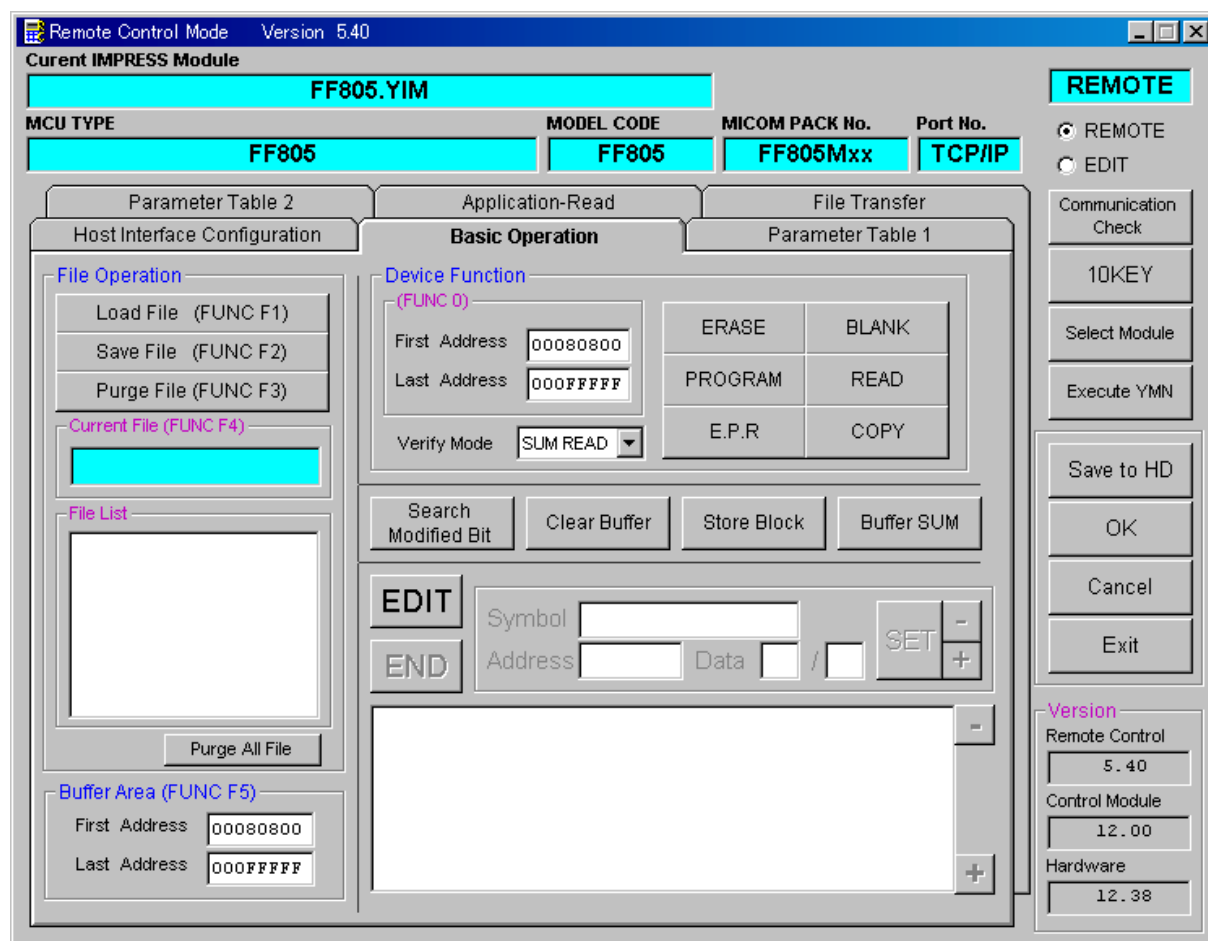 Remote Control Mode Version 5.40
Curent IMPRESS Module
FF805.YIM
REMOTE
MCU TYPE
MODEL CODE
MICOM PACK No.
Port No.
FF805
FF805
FF805Mxx
TCP/IP
REMOTE
EDIT
Parameter Table 2
Application-Read
File Transfer
Host Interface Configuration
Basic Operation
Parameter Table 1
File Operation
Load File (FUNC F1)
Save File (FUNC F2)
Purge File (FUNC F3)
Current File (FUNC F4)
File List
Purge All File
Buffer Area (FUNC F5)
First Address 00080800
Last Address 000FFFFF
Device Function
(FUNC 0)
First Address 00080800
Last Address 000FFFFF
Verify Mode SUM READ
ERASE
BLANK
PROGRAM
READ
E.P.R
COPY
Search
Modified Bit
Clear Buffer
Store Block
Buffer SUM
EDIT
END
Symbol
Address
Data
/
SET
-
+
-
+
Communication
Check
10KEY
Select Module
Execute YMN
Save to HD
OK
Cancel
Exit
Version
Remote Control
5.40
Control Module
12.00
Hardware
12.38